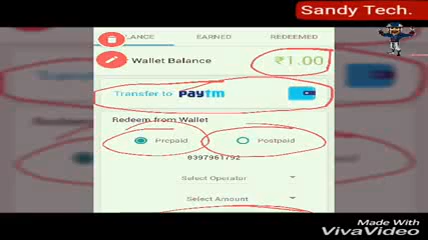 Sandy Tech.
BALANCE EARNED REDEEMED
Wallet Balance ₹1.00
Transfer to paytm
Redeem from Wallet
Prepaid Postpaid
8397961792
Select Operator
Select Amount
Made With
VivaVideo